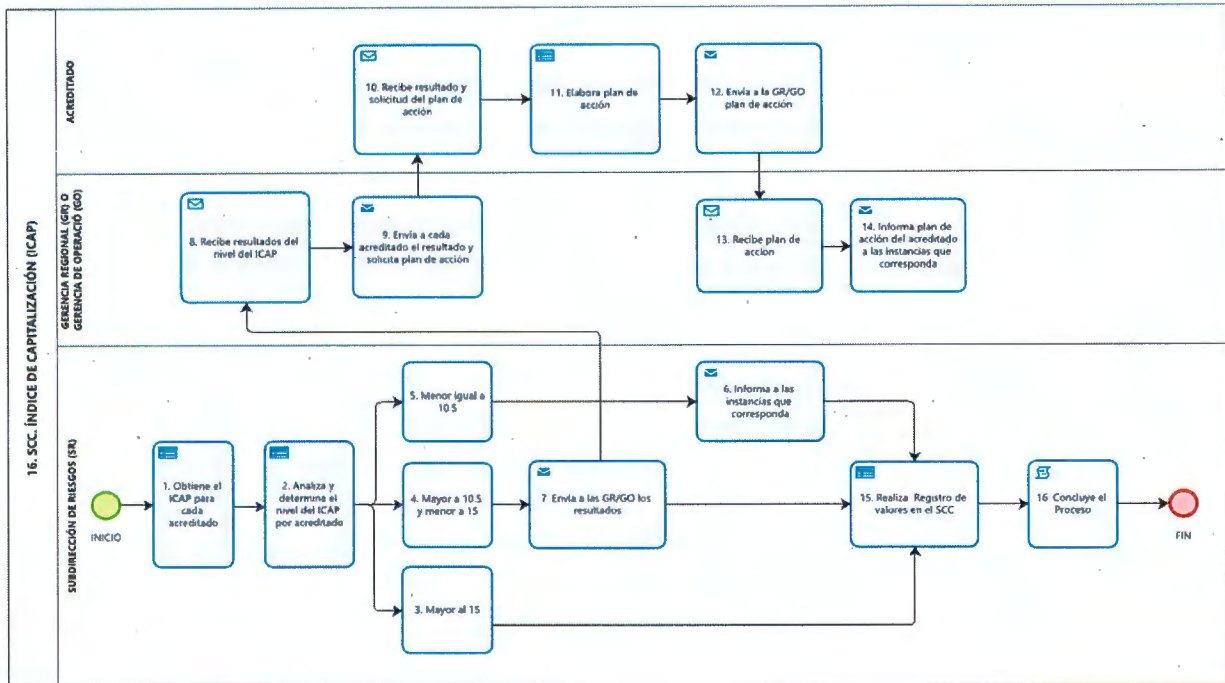 16. SCC. ÍNDICE DE CAPITALIZACIÓN (ICAP)
ACREDITADO
10. Recibe resultado y
solicitud del plan de
acción
11. Elabora plan de
acción
12. Envía a la GR/GO
plan de acción
GERENCIA REGIONAL (GR) O
GERENCIA DE OPERACIÓ (GO)
8. Recibe resultados del
nivel del ICAP
9. Envía a cada
acreditado el resultado y
solicita plan de acción
13. Recibe plan de
acción
14. Informa plan de
acción del acreditado
a las instancias que
corresponda
SUBDIRECCIÓN DE RIESGOS (SR)
INICIO
1. Obtiene el
ICAP para
cada
acreditado
2. Analiza y
determina el
nivel del ICAP
por acreditado
5. Menor igual a
10.5
4. Mayor a 10.5
y menor a 15
3. Mayor al 15
6. Informa a las
instancias que
corresponda
7 Envía a las GR/GO los
resultados
15. Realiza Registro de
valores en el SCC
16 Concluye el
Proceso
FIN